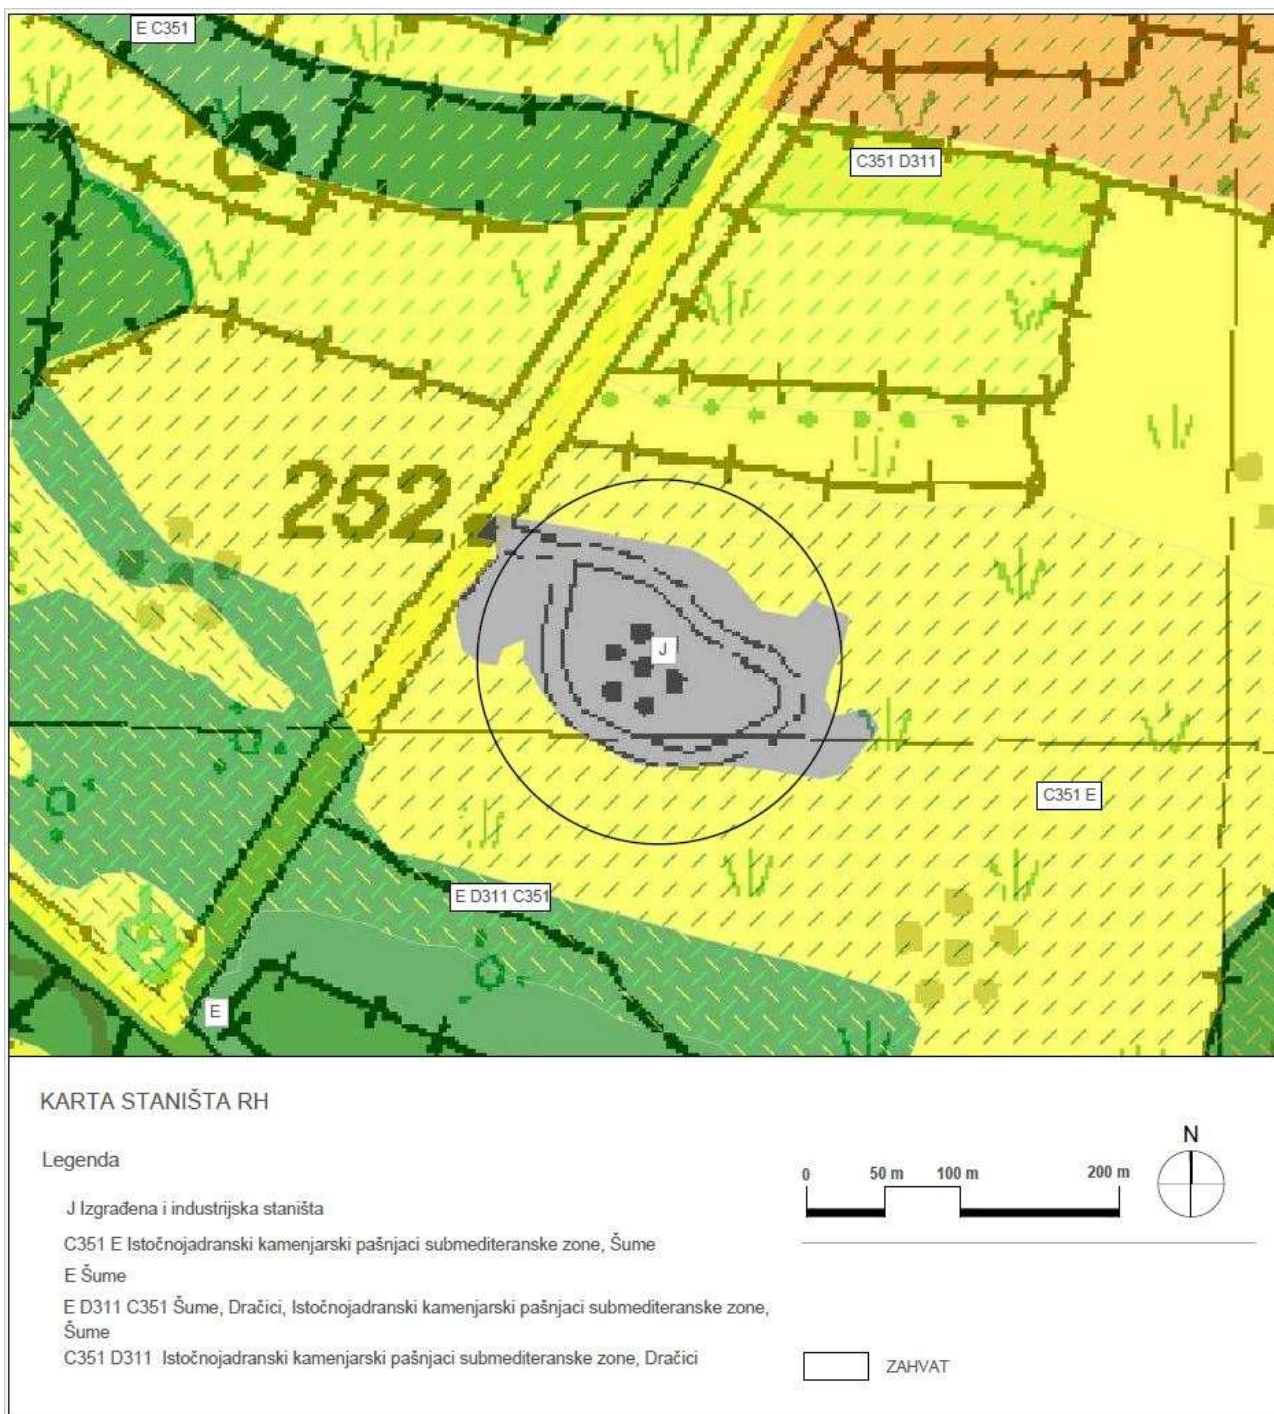 E C351
C351 D311
252
J
C351 E
E D311 C351
E
KARTA STANIŠTA RH
Legenda
J Izgrađena i industrijska staništa
C351 E Istočnojadranski kamenjarski pašnjaci submediteranske zone, Šume
E Šume
E D311 C351 Šume, Dračici, Istočnojadranski kamenjarski pašnjaci submediteranske zone,
Šume
C351 D311 Istočnojadranski kamenjarski pašnjaci submediteranske zone, Dračici
N
0 50 m 100 m 200 m
ZAHVAT